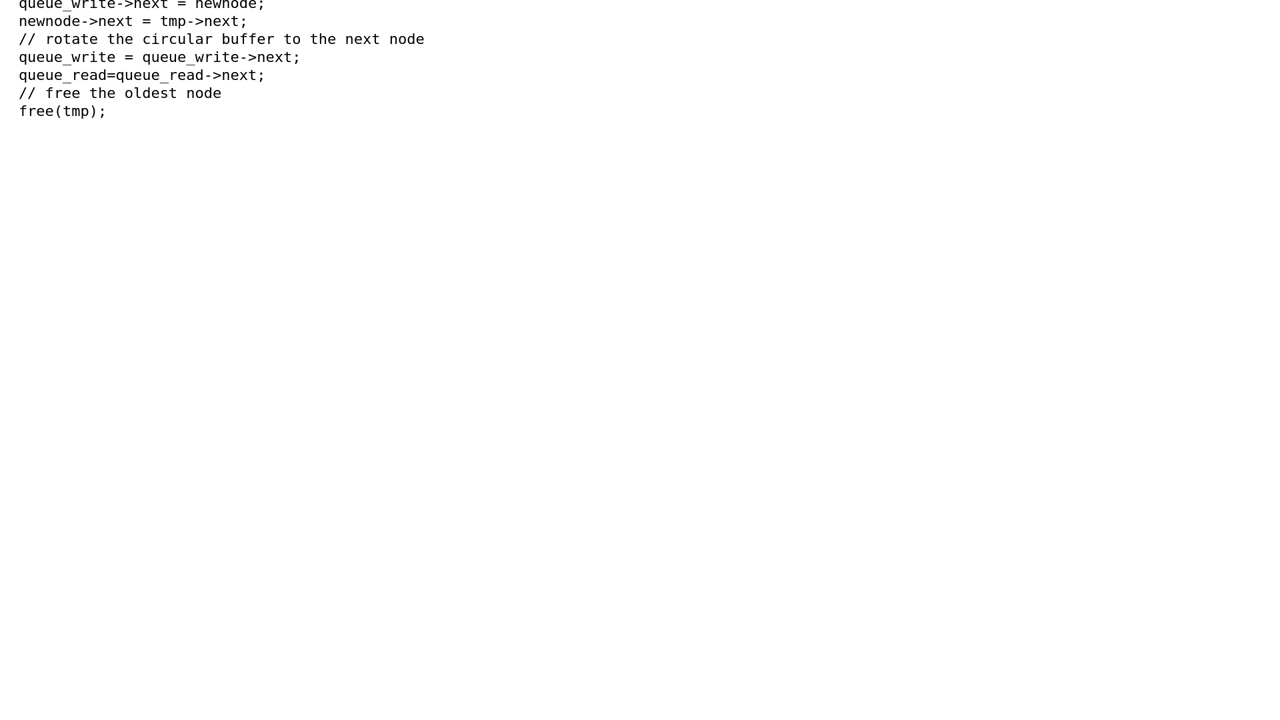 queue_write->next = newnode;
newnode->next = tmp->next;
// rotate the circular buffer to the next node
queue_write = queue_write->next;
queue_read=queue_read->next;
// free the oldest node
free(tmp);